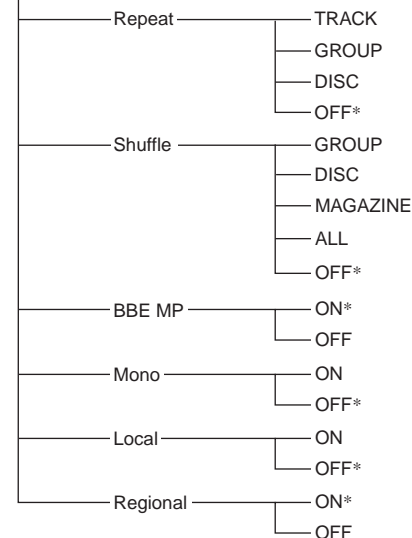 Repeat TRACK
GROUP
DISC
OFF*
Shuffle GROUP
DISC
MAGAZINE
ALL
OFF*
BBE MP ON*
OFF
Mono ON
OFF*
Local ON
OFF*
Regional ON*
OFF